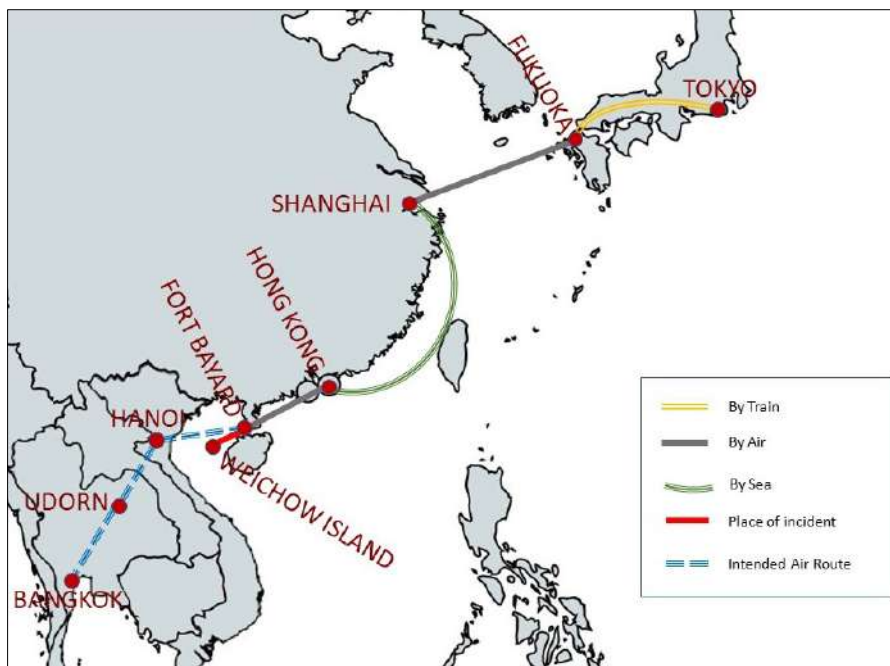 FUKUOKA
TOKYO
SHANGHAI
HONG KONG
FORT BAYARD
HANOI
WEICHOW ISLAND
UDORN
BANGKOK
By Train
By Air
By Sea
Place of incident
Intended Air Route